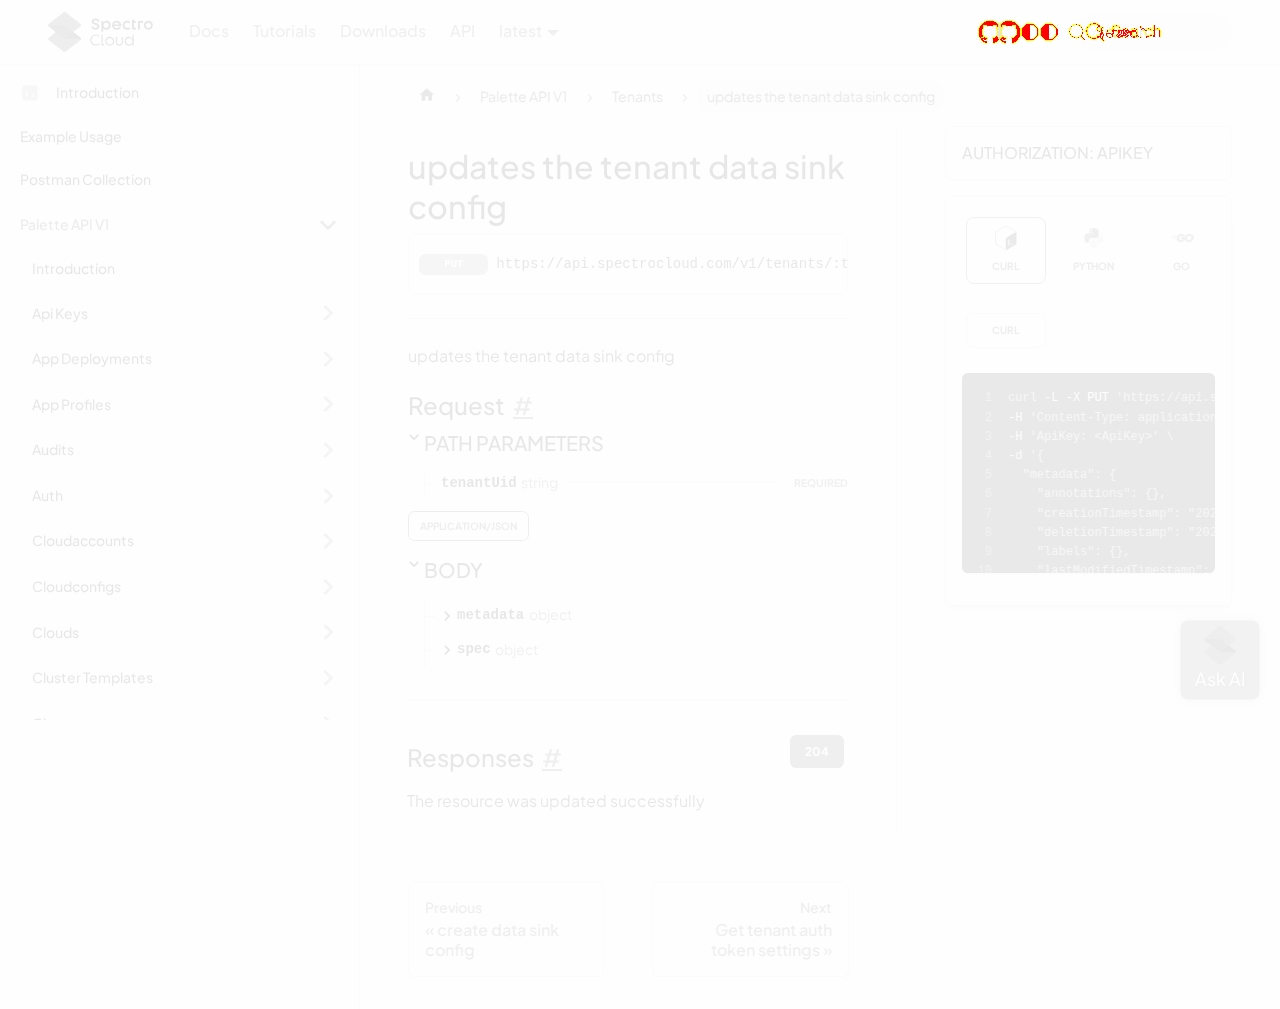 Spectro Cloud
Docs
Tutorials
Downloads
API
latest
Introduction
Example Usage
Postman Collection
Palette API V1
Introduction
Api Keys
App Deployments
App Profiles
Audits
Auth
Cloudaccounts
Cloudconfigs
Clouds
Cluster Templates
Palette API V1
Tenants
updates the tenant data sink config
updates the tenant data sink
config
PUT https://api.spectrocloud.com/v1/tenants/:t
updates the tenant data sink config
Request #
PATH PARAMETERS
tenantUid string REQUIRED
APPLICATION/JSON
BODY
metadata object
spec object
Responses #
204
The resource was updated successfully
Previous
« create data sink
config
Next
Get tenant auth
token settings »
AUTHORIZATION: APIKEY
CURL
PYTHON
GO
CURL
1 curl -L -X PUT 'https://api.s
2 -H 'Content-Type: application
3 -H 'ApiKey: <ApiKey>' \
4 -d '{
5 "metadata": {
6 "annotations": {},
7 "creationTimestamp": "202
8 "deletionTimestamp": "202
9 "labels": {},
10 "lastModifiedTimestamp":
Ask AI